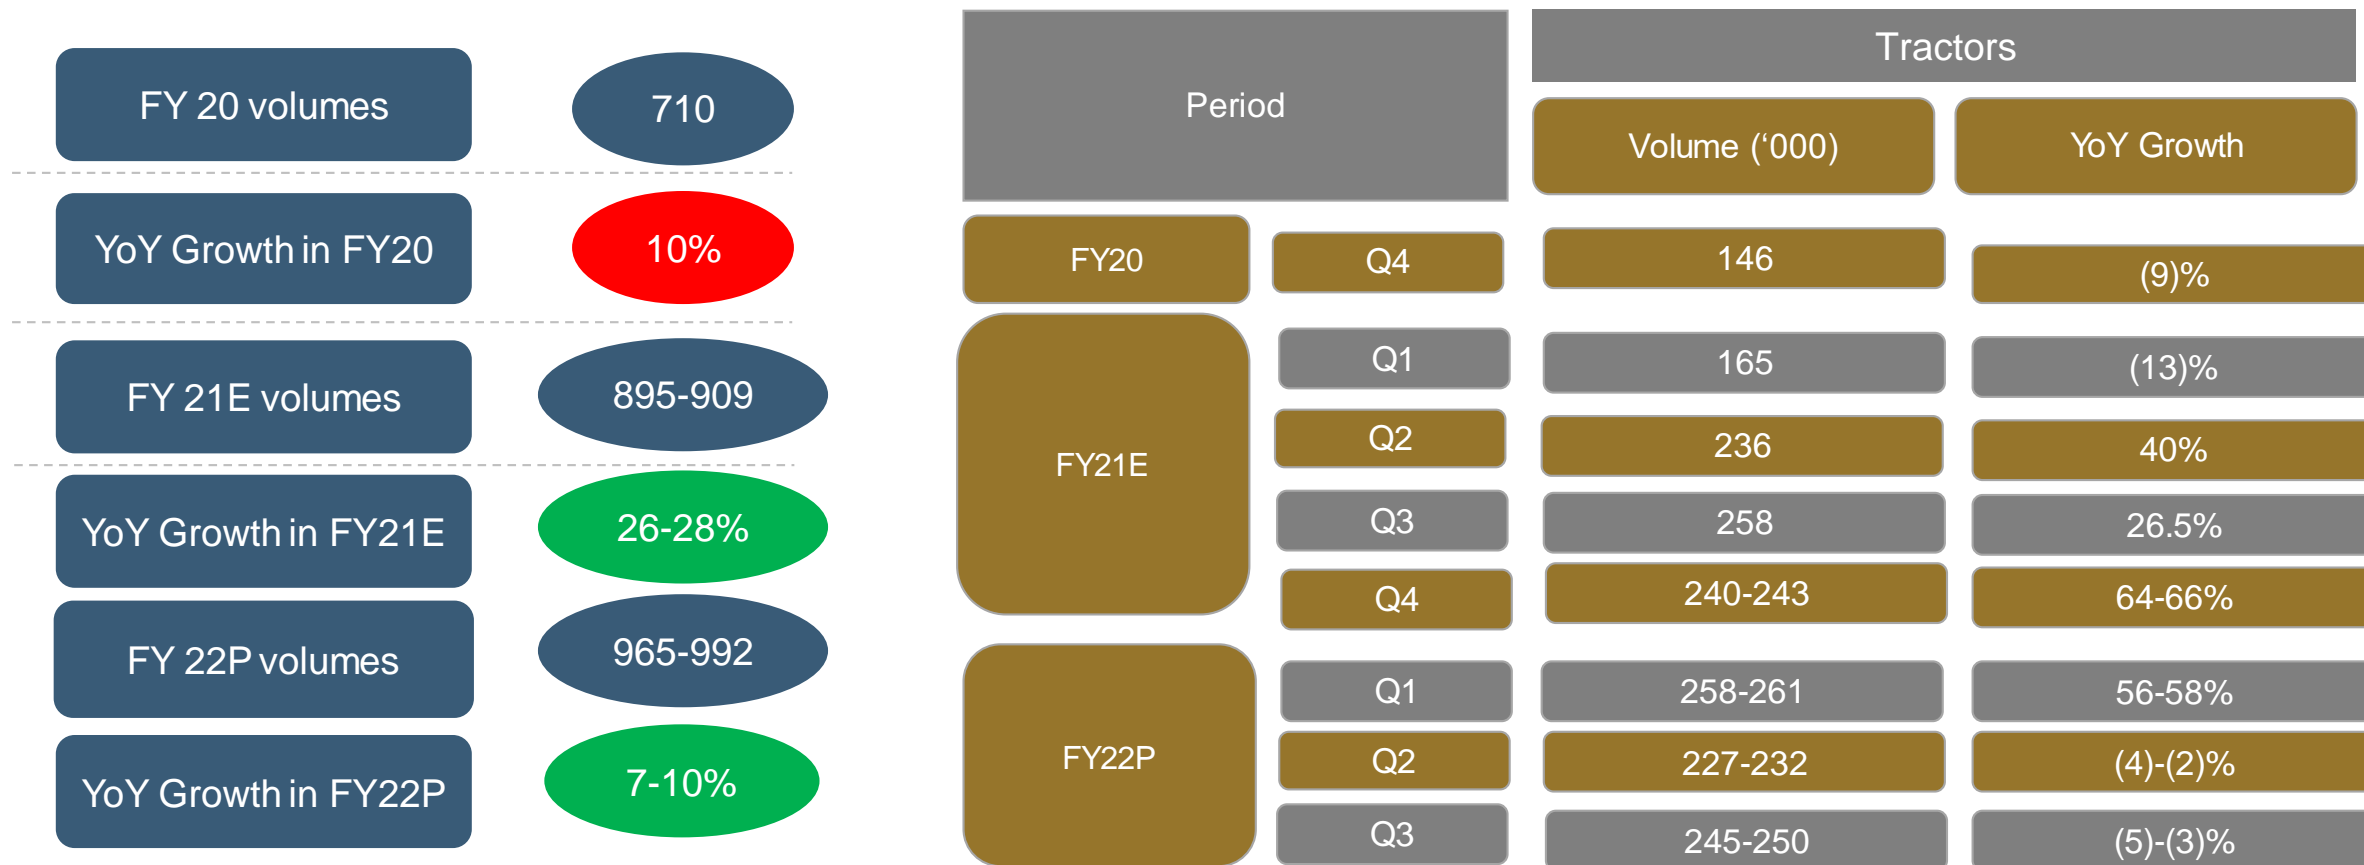 FY 20 volumes 710
YoY Growth in FY20 10%
FY 21E volumes 895-909
YoY Growth in FY21E 26-28%
FY 22P volumes 965-992
YoY Growth in FY22P 7-10%
Period Tractors
Volume (‘000) YoY Growth
FY20 Q4 146 (9)%
FY21E
Q1 165 (13)%
Q2 236 40%
Q3 258 26.5%
Q4 240-243 64-66%
FY22P
Q1 258-261 56-58%
Q2 227-232 (4)-(2)%
Q3 245-250 (5)-(3)%